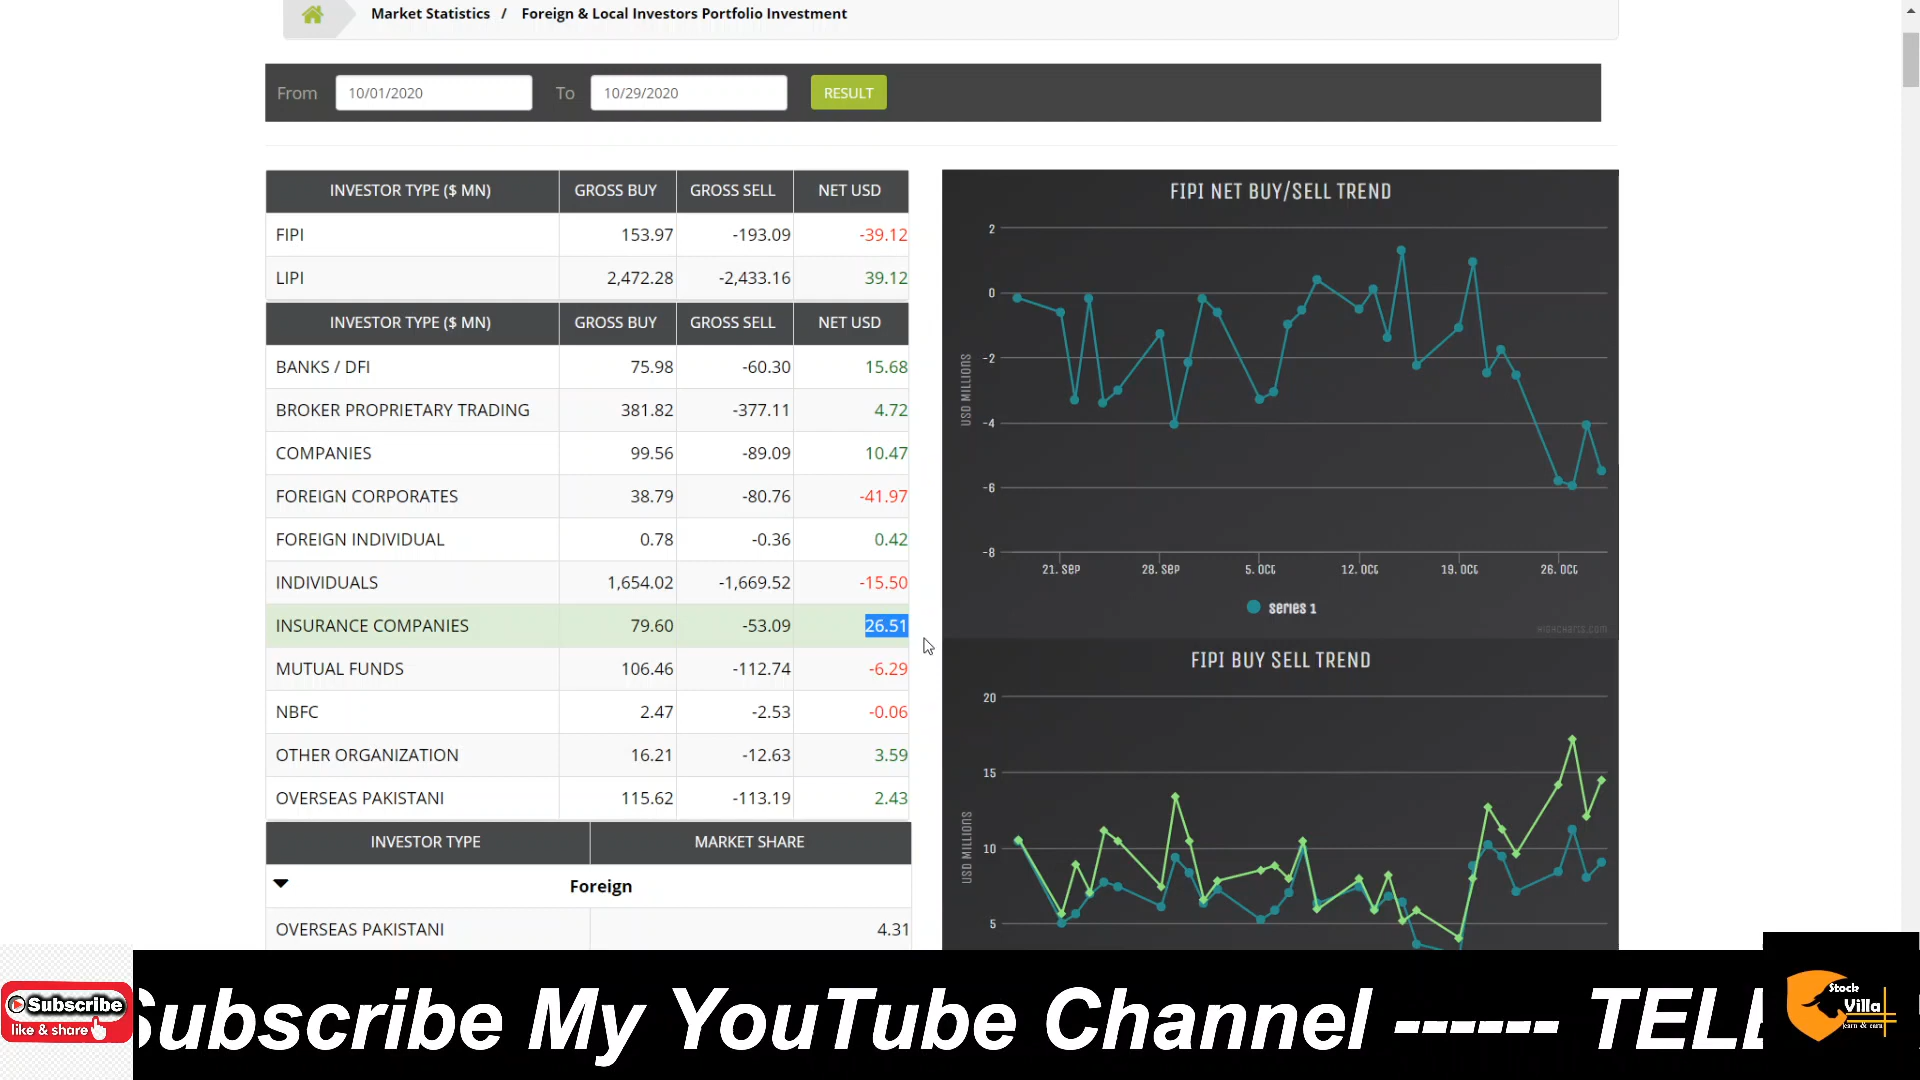 Market Statistics / Foreign & Local Investors Portfolio Investment
From 10/01/2020 To 10/29/2020 RESULT
INVESTOR TYPE ($ MN) GROSS BUY GROSS SELL NET USD
FIPI 153.97 -193.09 -39.12
LIPI 2,472.28 -2,433.16 39.12
INVESTOR TYPE ($ MN) GROSS BUY GROSS SELL NET USD
BANKS / DFI 75.98 -60.30 15.68
BROKER PROPRIETARY TRADING 381.82 -377.11 4.72
COMPANIES 99.56 -89.09 10.47
FOREIGN CORPORATES 38.79 -80.76 -41.97
FOREIGN INDIVIDUAL 0.78 -0.36 0.42
INDIVIDUALS 1,654.02 -1,669.52 -15.50
INSURANCE COMPANIES 79.60 -53.09 26.51
MUTUAL FUNDS 106.46 -112.74 -6.29
NBFC 2.47 -2.53 -0.06
OTHER ORGANIZATION 16.21 -12.63 3.59
OVERSEAS PAKISTANI 115.62 -113.19 2.43
INVESTOR TYPE MARKET SHARE
Foreign
OVERSEAS PAKISTANI 4.31
FIPI NET BUY/SELL TREND
2
0
-2
-4
-6
-8
USD MILLIONS
21. Sep 28. Sep 5. Oct 12. Oct 19. Oct 26. Oct
Series 1
Highcharts.com
FIPI BUY SELL TREND
20
15
10
5
USD MILLIONS
Subscribe
like & share
Subscribe My YouTube Channel ------ TELE
Stock
Villa
learn & earn